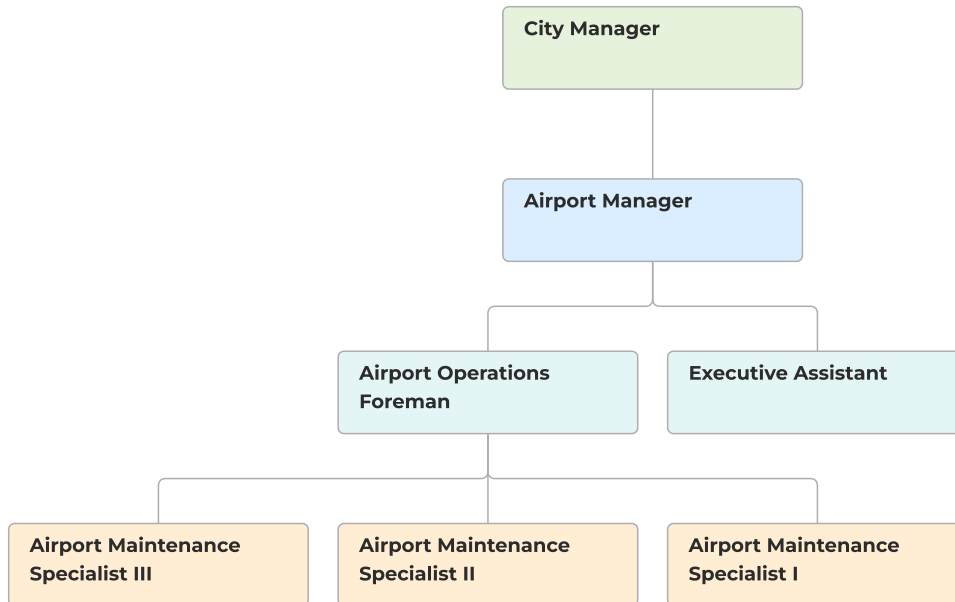 City Manager
Airport Manager
Airport Operations
Foreman
Executive Assistant
Airport Maintenance
Specialist III
Airport Maintenance
Specialist II
Airport Maintenance
Specialist I